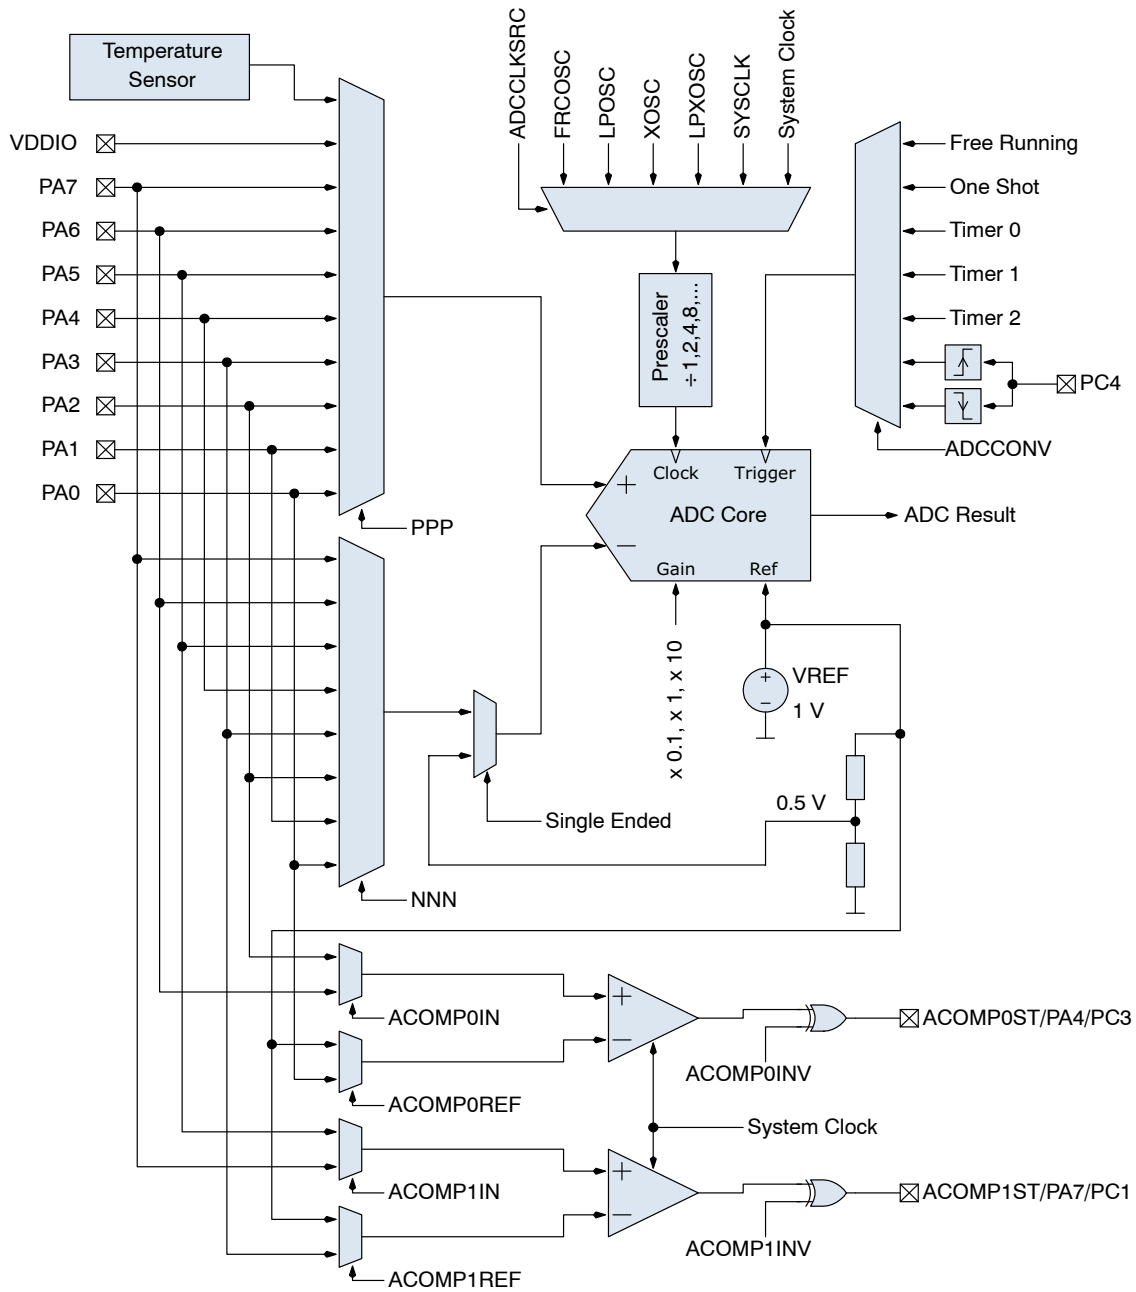 Temperature
Sensor
VDDIO
PA7
PA6
PA5
PA4
PA3
PA2
PA1
PA0
PPP
NNN
ADCCLKSRC
FRCOSC
LPOSC
XOSC
LPXOSC
SYSCLK
System Clock
Prescaler
÷1,2,4,8,...
Free Running
One Shot
Timer 0
Timer 1
Timer 2
PC4
ADCCONV
Clock
Trigger
+
ADC Core
−
Gain
Ref
ADC Result
x 0.1, x 1, x 10
+
−
VREF
1 V
0.5 V
Single Ended
ACOMP0IN
ACOMP0REF
+
−
ACOMP0INV
ACOMP0ST/PA4/PC3
System Clock
ACOMP1IN
ACOMP1REF
+
−
ACOMP1INV
ACOMP1ST/PA7/PC1